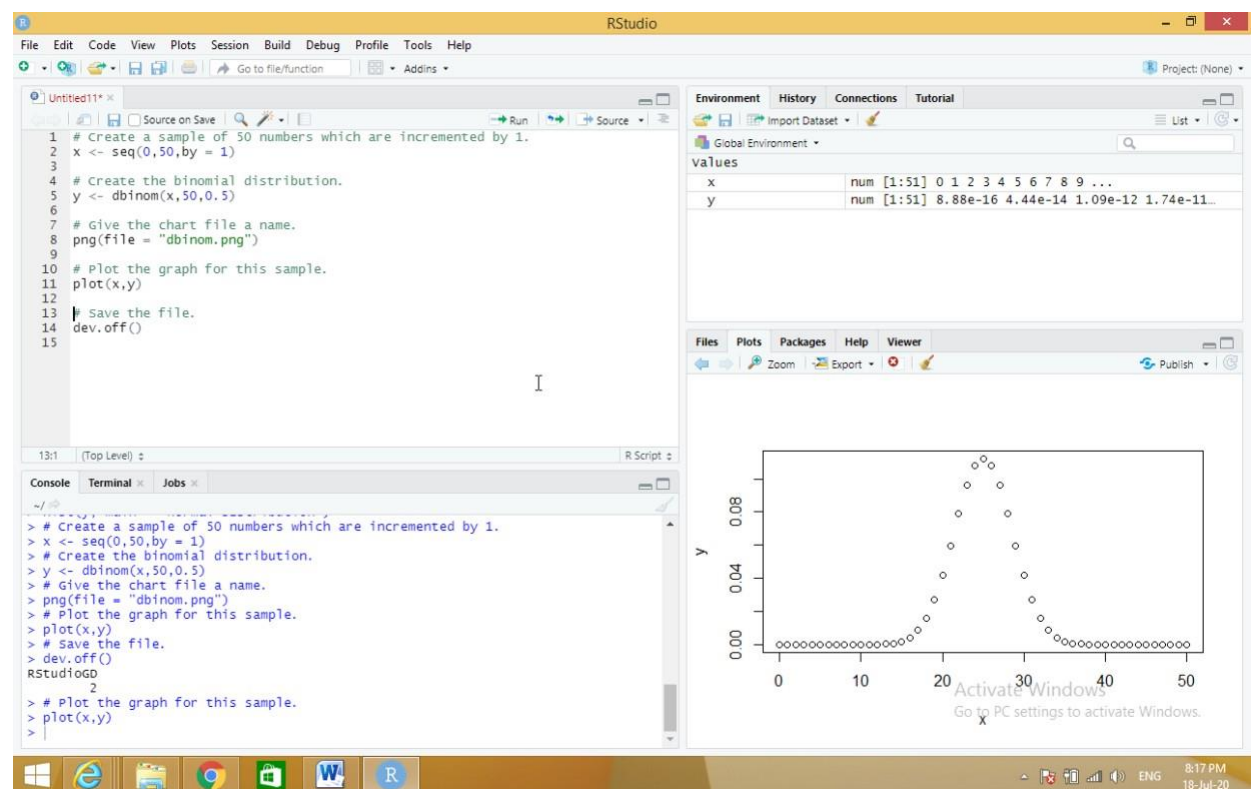 RStudio
File Edit Code View Plots Session Build Debug Profile Tools Help
Go to file/function Addins Project: (None)
Untitled11*
Source on Save Run Source
1 # Create a sample of 50 numbers which are incremented by 1.
2 x <- seq(0,50,by = 1)
3
4 # Create the binomial distribution.
5 y <- dbinom(x,50,0.5)
6
7 # Give the chart file a name.
8 png(file = "dbinom.png")
9
10 # Plot the graph for this sample.
11 plot(x,y)
12
13 # Save the file.
14 dev.off()
15
13:1 (Top Level) R Script
Console Terminal Jobs
~/
> # Create a sample of 50 numbers which are incremented by 1.
> x <- seq(0,50,by = 1)
> # Create the binomial distribution.
> y <- dbinom(x,50,0.5)
> # Give the chart file a name.
> png(file = "dbinom.png")
> # Plot the graph for this sample.
> plot(x,y)
> # Save the file.
> dev.off()
RStudioGD
2
> # Plot the graph for this sample.
> plot(x,y)
>
Environment History Connections Tutorial
Import Dataset List
Global Environment
values
x num [1:51] 0 1 2 3 4 5 6 7 8 9 ...
y num [1:51] 8.88e-16 4.44e-14 1.09e-12 1.74e-11...
Files Plots Packages Help Viewer
Zoom Export Publish
y
0.08
0.04
0.00
0 10 20 30 40 50
x
Activate Windows
Go to PC settings to activate Windows.
W R ENG 8:17 PM
18-Jul-20